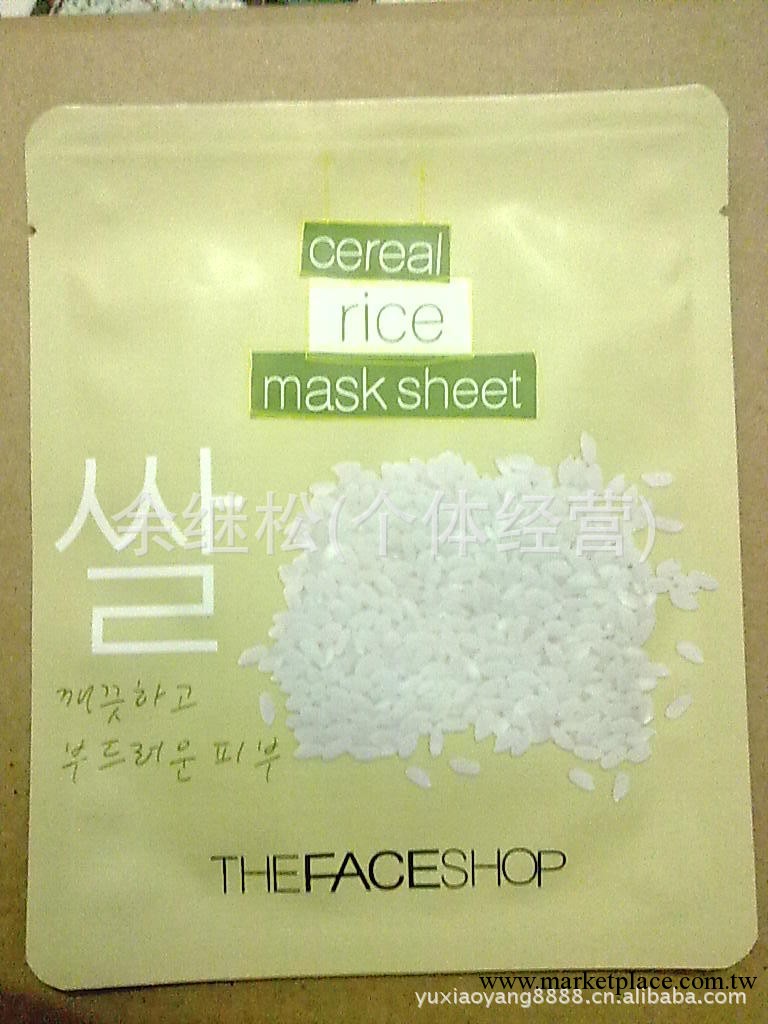 cereal
rice
mask sheet
쌀
余继松(个体经营)
깨끗하고
부드러운 피부
THEFACESHOP
www.marketplace.com.tw
yuxiaoyang8888.cn.alibaba.com